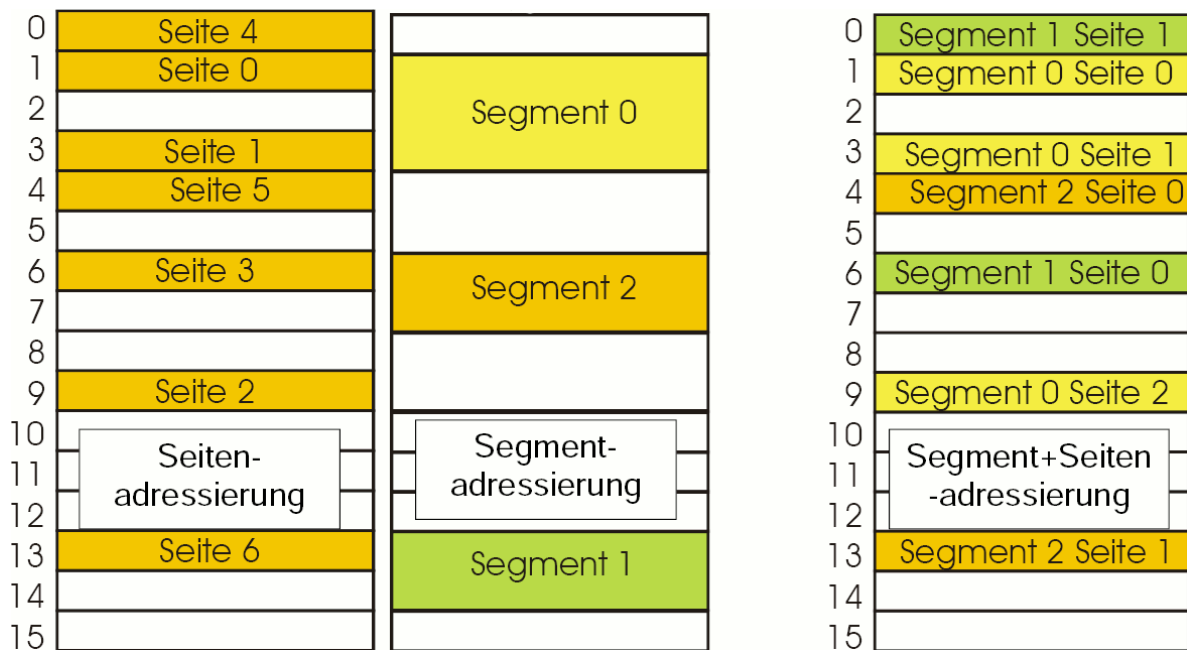 0 Seite 4
1 Seite 0
2
3 Seite 1
4 Seite 5
5
6 Seite 3
7
8
9 Seite 2
10
11
12
Seiten-
adressierung
13 Seite 6
14
15
Segment 0
Segment 2
Segment-
adressierung
Segment 1
0 Segment 1 Seite 1
1 Segment 0 Seite 0
2
3 Segment 0 Seite 1
4 Segment 2 Seite 0
5
6 Segment 1 Seite 0
7
8
9 Segment 0 Seite 2
10
11
12
Segment+Seiten
-adressierung
13 Segment 2 Seite 1
14
15